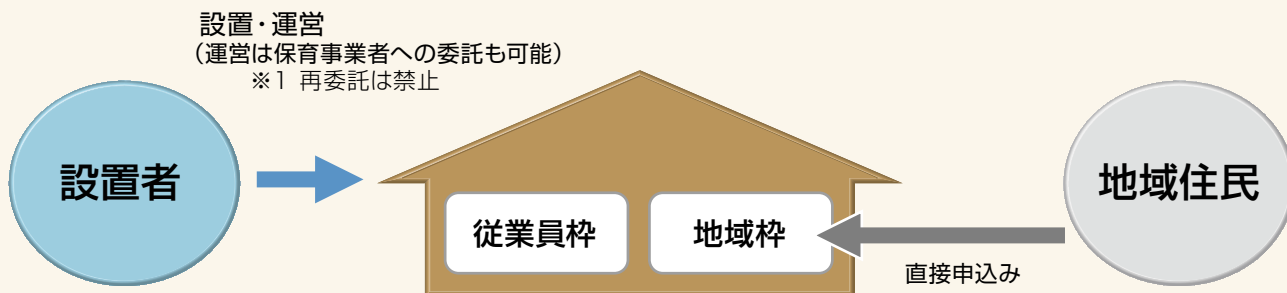 設置・運営
(運営は保育事業者への委託も可能)
※1 再委託は禁止
設置者
従業員枠
地域枠
地域住民
直接申込み